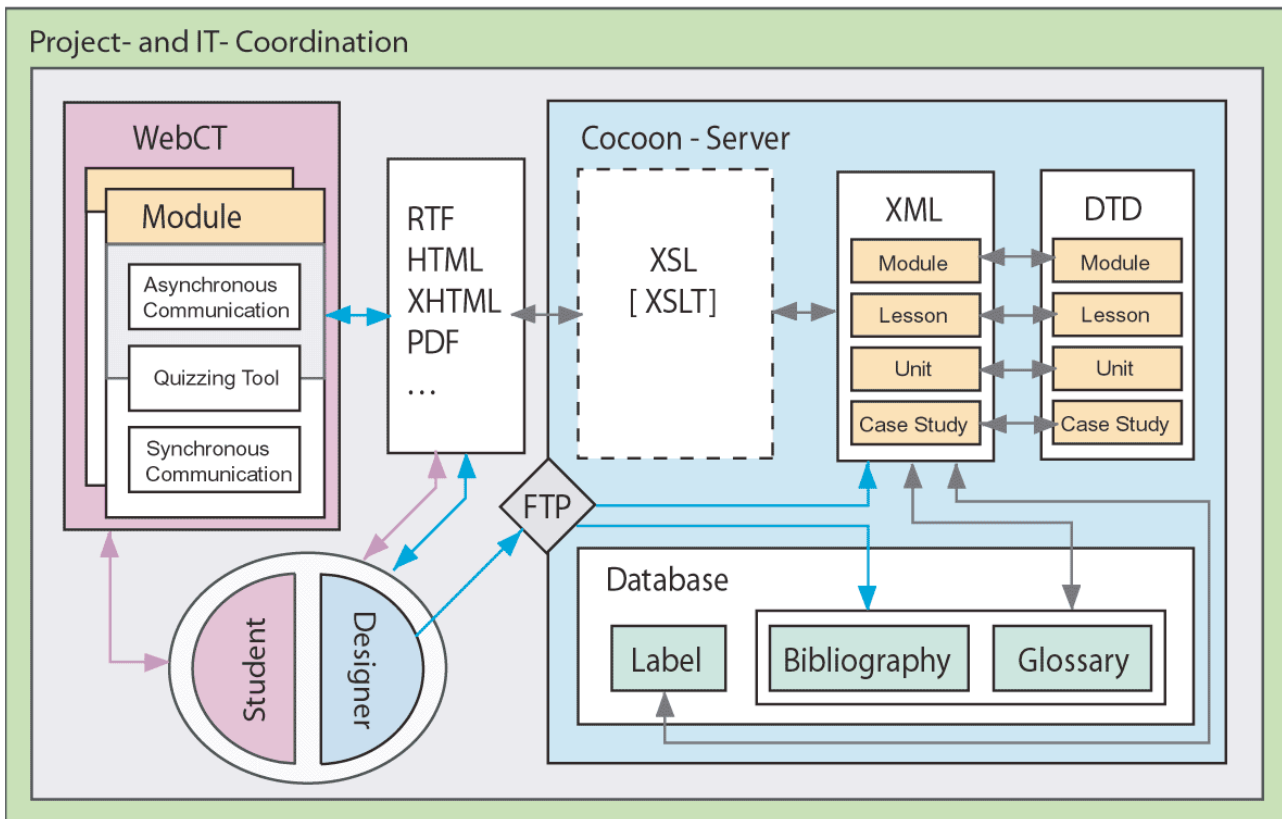 Project- and IT- Coordination
WebCT
Module
Asynchronous
Communication
Quizzing Tool
Synchronous
Communication
RTF
HTML
XHTML
PDF
...
Cocoon - Server
XSL
[ XSLT]
XML
Module
Lesson
Unit
Case Study
DTD
Module
Lesson
Unit
Case Study
FTP
Student
Designer
Database
Label
Bibliography
Glossary